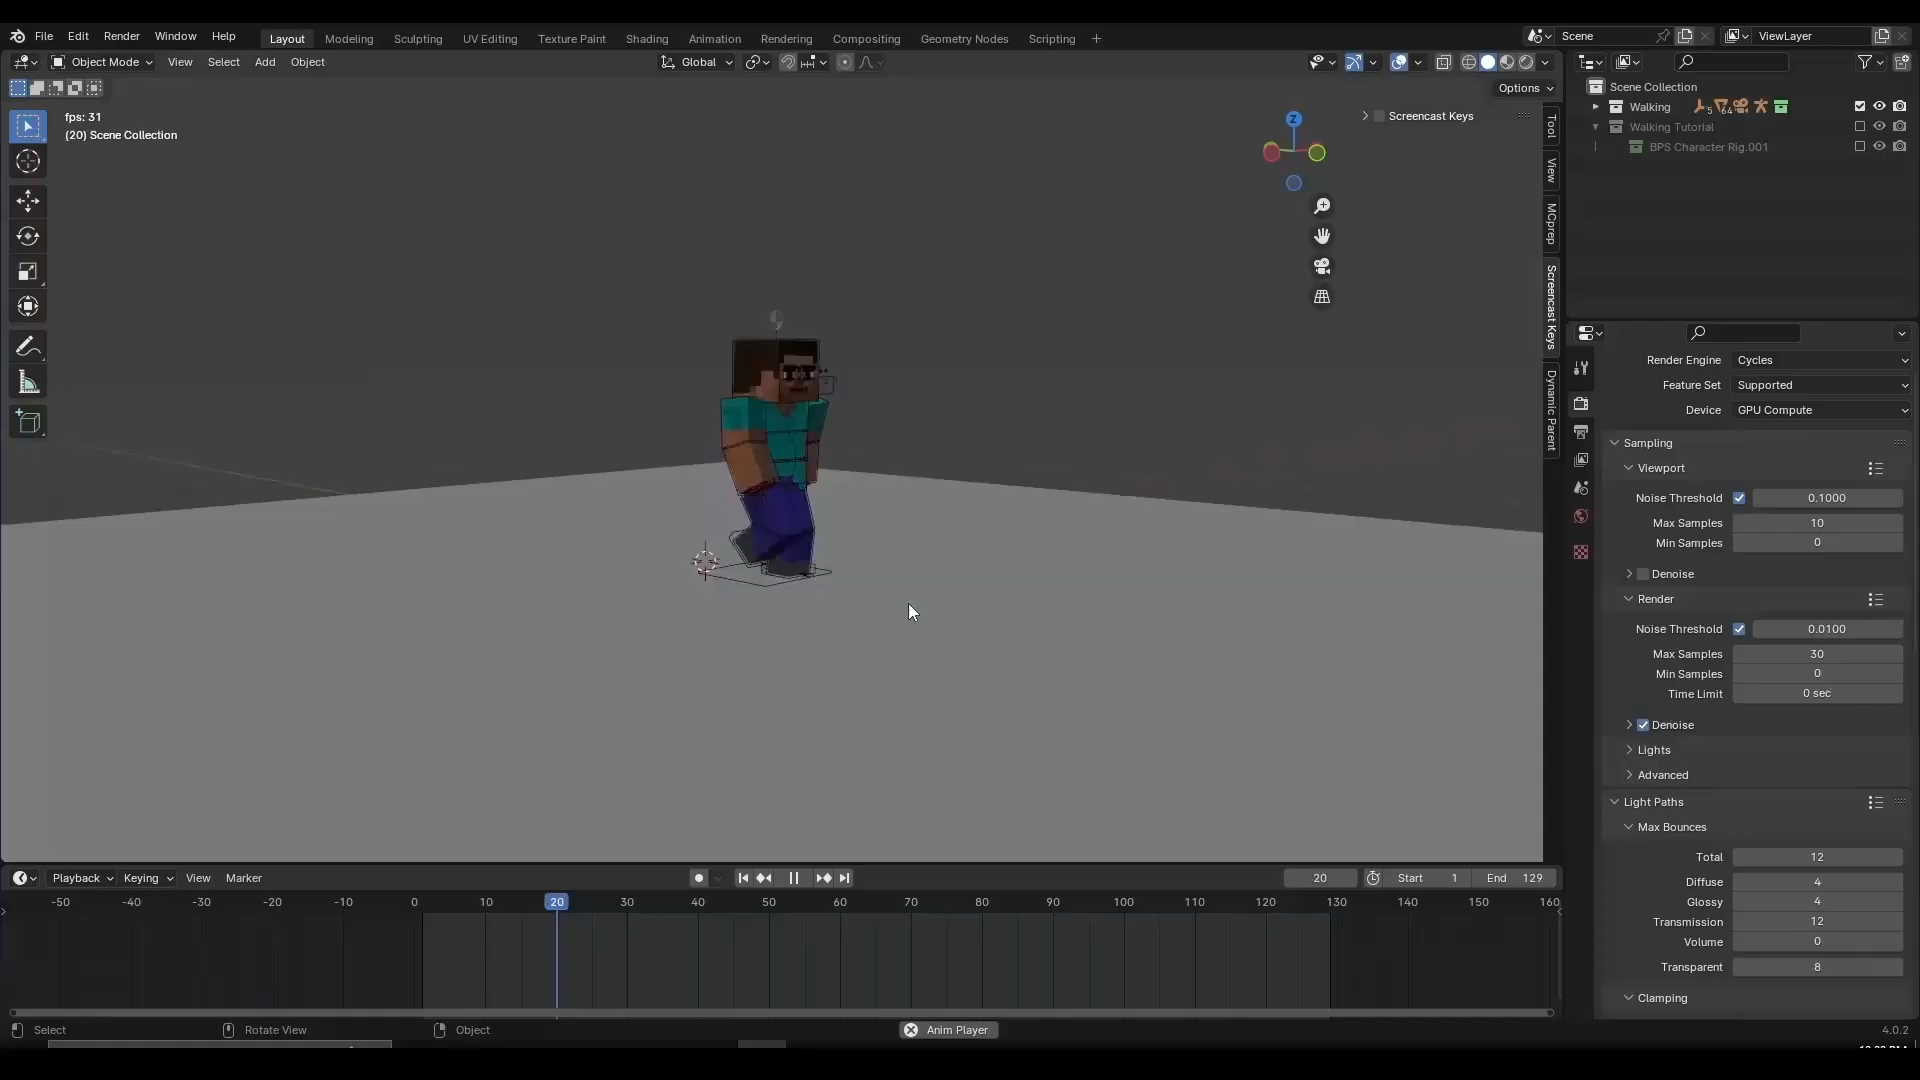 File Edit Render Window Help Layout Modeling Sculpting UV Editing Texture Paint Shading Animation Rendering Compositing Geometry Nodes Scripting + Scene ViewLayer
Object Mode View Select Add Object Global
Options
fps: 31
(20) Scene Collection
Screencast Keys
Z
Tool
View
MCprep
Screencast Keys
Dynamic Parent
Scene Collection
Walking 5 64
Walking Tutorial
BPS Character Rig.001
Render Engine Cycles
Feature Set Supported
Device GPU Compute
Sampling
Viewport
Noise Threshold 0.1000
Max Samples 10
Min Samples 0
Denoise
Render
Noise Threshold 0.0100
Max Samples 30
Min Samples 0
Time Limit 0 sec
Denoise
Lights
Advanced
Light Paths
Max Bounces
Total 12
Diffuse 4
Glossy 4
Transmission 12
Volume 0
Transparent 8
Clamping
Playback Keying View Marker 20 Start 1 End 129
-50 -40 -30 -20 -10 0 10 20 30 40 50 60 70 80 90 100 110 120 130 140 150 160
Select Rotate View Object Anim Player 4.0.2